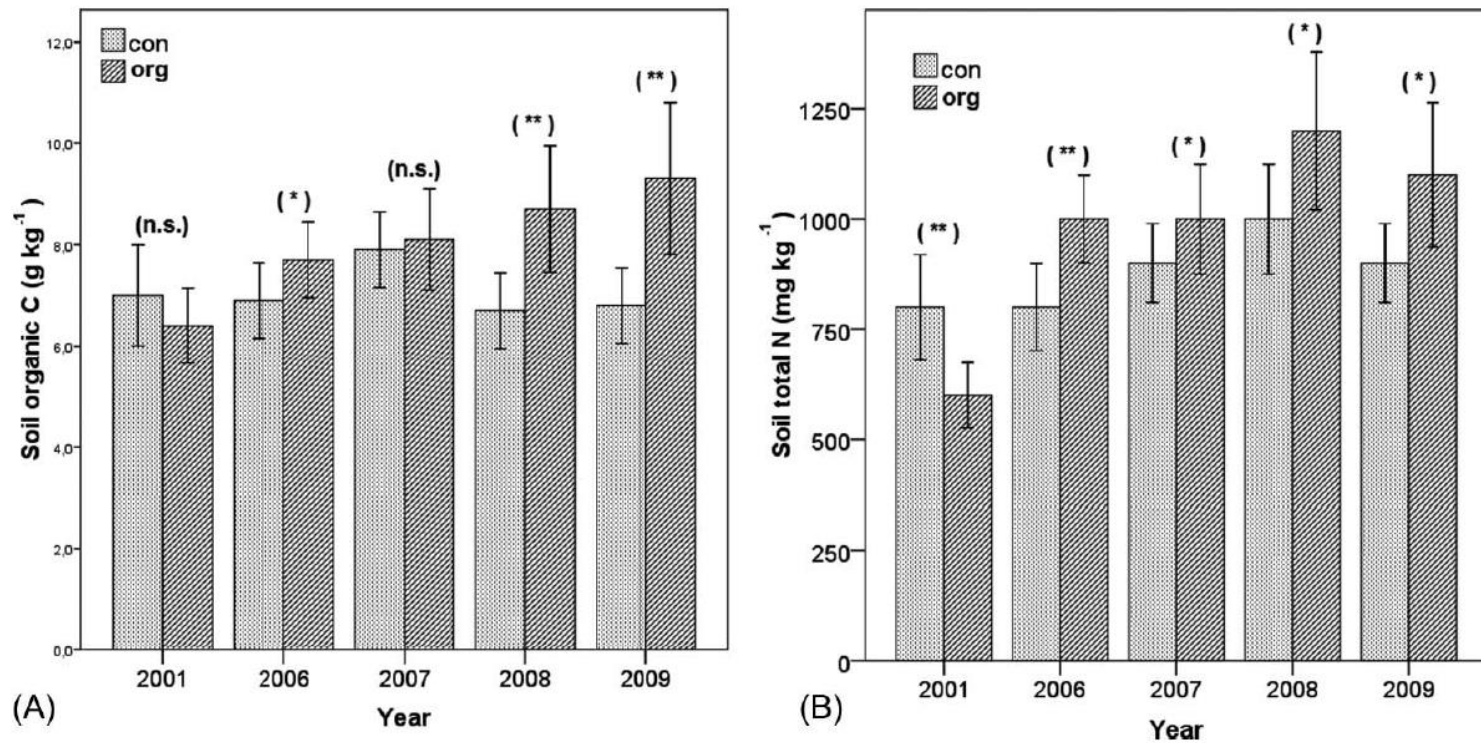 con
org
(n.s.)
( * )
(n.s.)
( ** )
( ** )
12,0
10,0
8,0
6,0
4,0
2,0
0,0
Soil organic C (g kg⁻¹)
2001 2006 2007 2008 2009
Year
(A)
con
org
( ** )
( ** )
( * )
( * )
( * )
1250
1000
750
500
250
0
Soil total N (mg kg⁻¹)
2001 2006 2007 2008 2009
Year
(B)